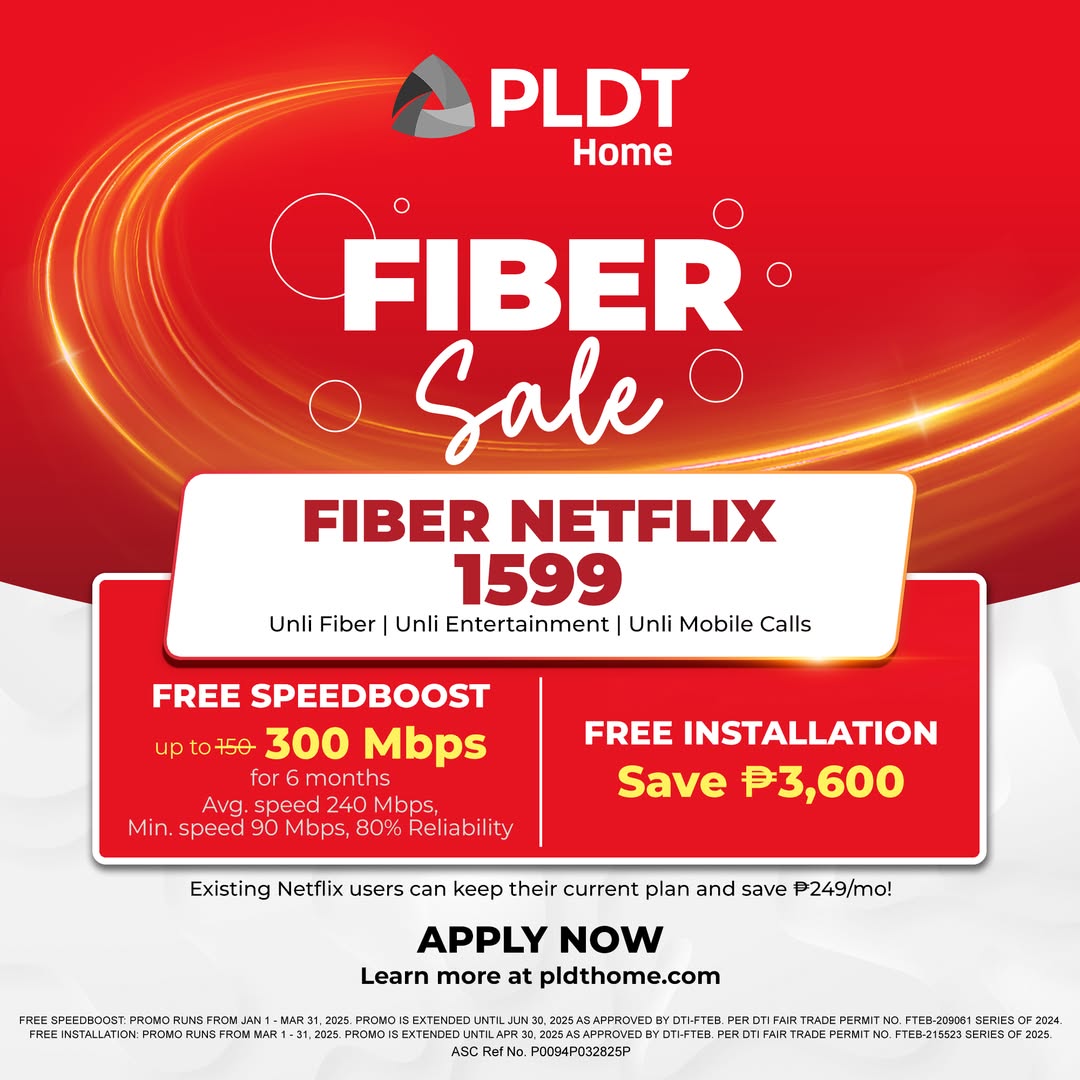 PLDT
Home
FIBER
Sale
FIBER NETFLIX
1599
Unli Fiber | Unli Entertainment | Unli Mobile Calls
FREE SPEEDBOOST
up to 150 300 Mbps
for 6 months
Avg. speed 240 Mbps,
Min. speed 90 Mbps, 80% Reliability
FREE INSTALLATION
Save ₱3,600
Existing Netflix users can keep their current plan and save ₱249/mo!
APPLY NOW
Learn more at pldthome.com
FREE SPEEDBOOST: PROMO RUNS FROM JAN 1 - MAR 31, 2025. PROMO IS EXTENDED UNTIL JUN 30, 2025 AS APPROVED BY DTI-FTEB. PER DTI FAIR TRADE PERMIT NO. FTEB-209061 SERIES OF 2024.
FREE INSTALLATION: PROMO RUNS FROM MAR 1 - 31, 2025. PROMO IS EXTENDED UNTIL APR 30, 2025 AS APPROVED BY DTI-FTEB. PER DTI FAIR TRADE PERMIT NO. FTEB-215523 SERIES OF 2025.
ASC Ref No. P0094P032825P